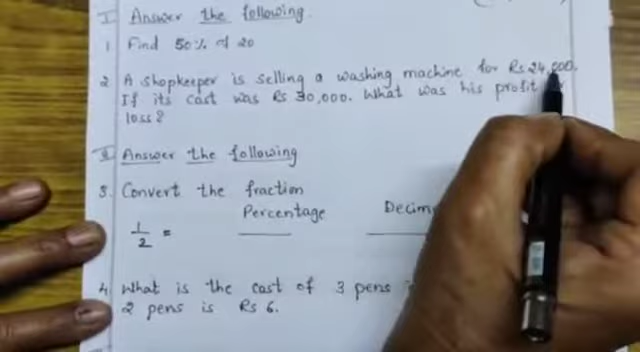 I Answer the following.
1 Find 50% of 20
2 A shopkeeper is selling a washing machine for Rs 24,000.
If its cost was Rs 30,000. What was his profit
loss?
II Answer the following
3. Convert the fraction
Percentage
1/2 =
4. What is the cost of 3 pens
2 pens is Rs 6.